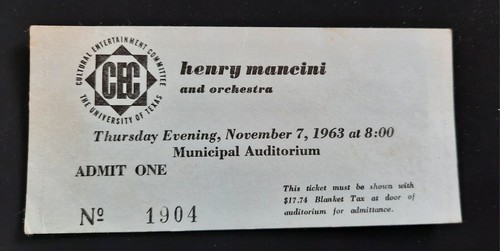 CULTURAL ENTERTAINMENT COMMITTEE
CEC
THE UNIVERSITY OF TEXAS
henry mancini
and orchestra
Thursday Evening, November 7, 1963 at 8:00
Municipal Auditorium
ADMIT ONE
This ticket must be shown with
$17.74 Blanket Tax at door of
auditorium for admittance.
Nº 1904